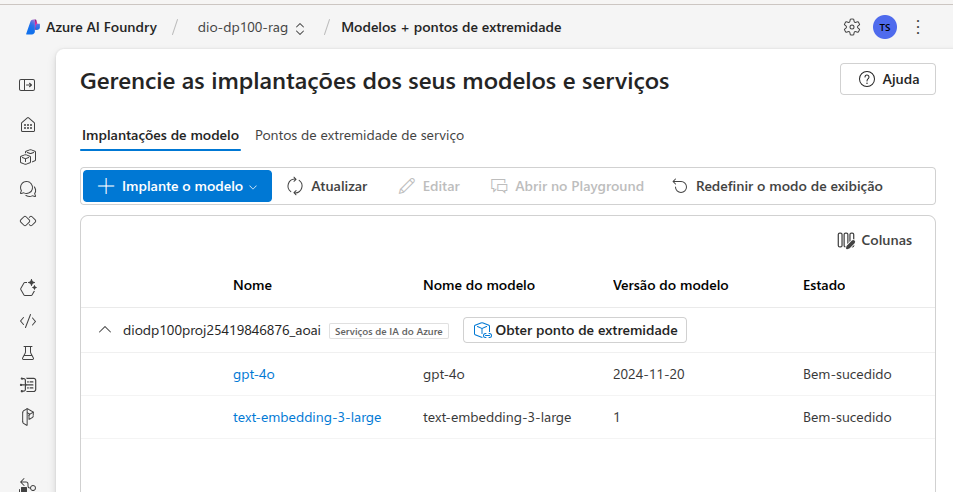 Azure AI Foundry / dio-dp100-rag / Modelos + pontos de extremidade TS
Gerencie as implantações dos seus modelos e serviços
Ajuda
Implantações de modelo Pontos de extremidade de serviço
Implante o modelo Atualizar Editar Abrir no Playground Redefinir o modo de exibição
Colunas
Nome Nome do modelo Versão do modelo Estado
diodp100proj25419846876_aoai Serviços de IA do Azure Obter ponto de extremidade
gpt-4o gpt-4o 2024-11-20 Bem-sucedido
text-embedding-3-large text-embedding-3-large 1 Bem-sucedido